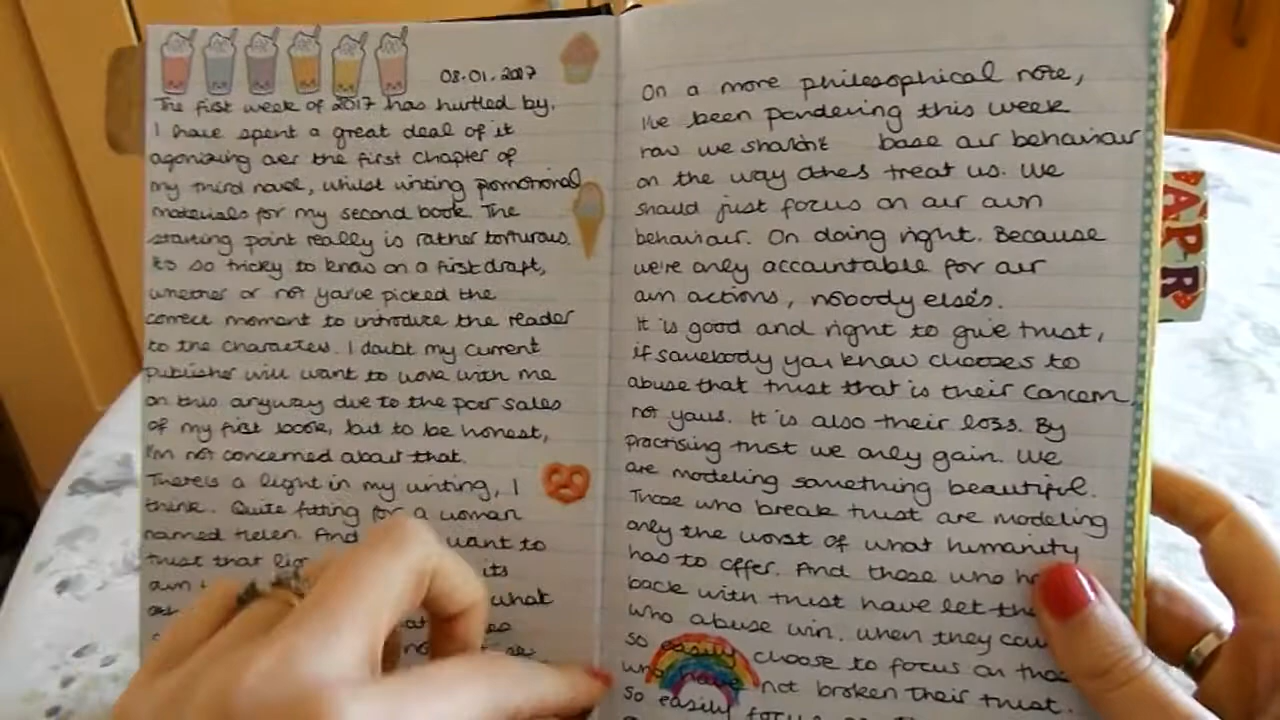 08.01.2017
The first week of 2017 has hurtled by.
I have spent a great deal of it
agonizing over the first chapter of
my third novel, whilst writing promotional
materials for my second book. The
starting point really is rather torturous.
It's so tricky to know on a first draft,
whether or not you've picked the
correct moment to introduce the reader
to the characters. I doubt my current
publisher will want to work with me
on this anyway due to the poor sales
of my first book, but to be honest,
I'm not concerned about that.
There's a light in my writing, I
think. Quite fitting for a woman
named Helen. And want to
trust that its
own
what
On a more philosophical note,
I've been pondering this week
how we shouldn't base our behaviour
on the way others treat us. We
should just focus on our own
behaviour. On doing right. Because
we're only accountable for our
own actions, nobody else's.
It is good and right to give trust,
if somebody you know chooses to
abuse that trust that is their concern,
not yours. It is also their loss. By
practising trust we only gain. We
are modeling something beautiful.
Those who break trust are modeling
only the worst of what humanity
has to offer. And those who
back with trust have let
who abuse win. When they
so easily choose to focus on
who have not broken their trust.
so easily
ARR